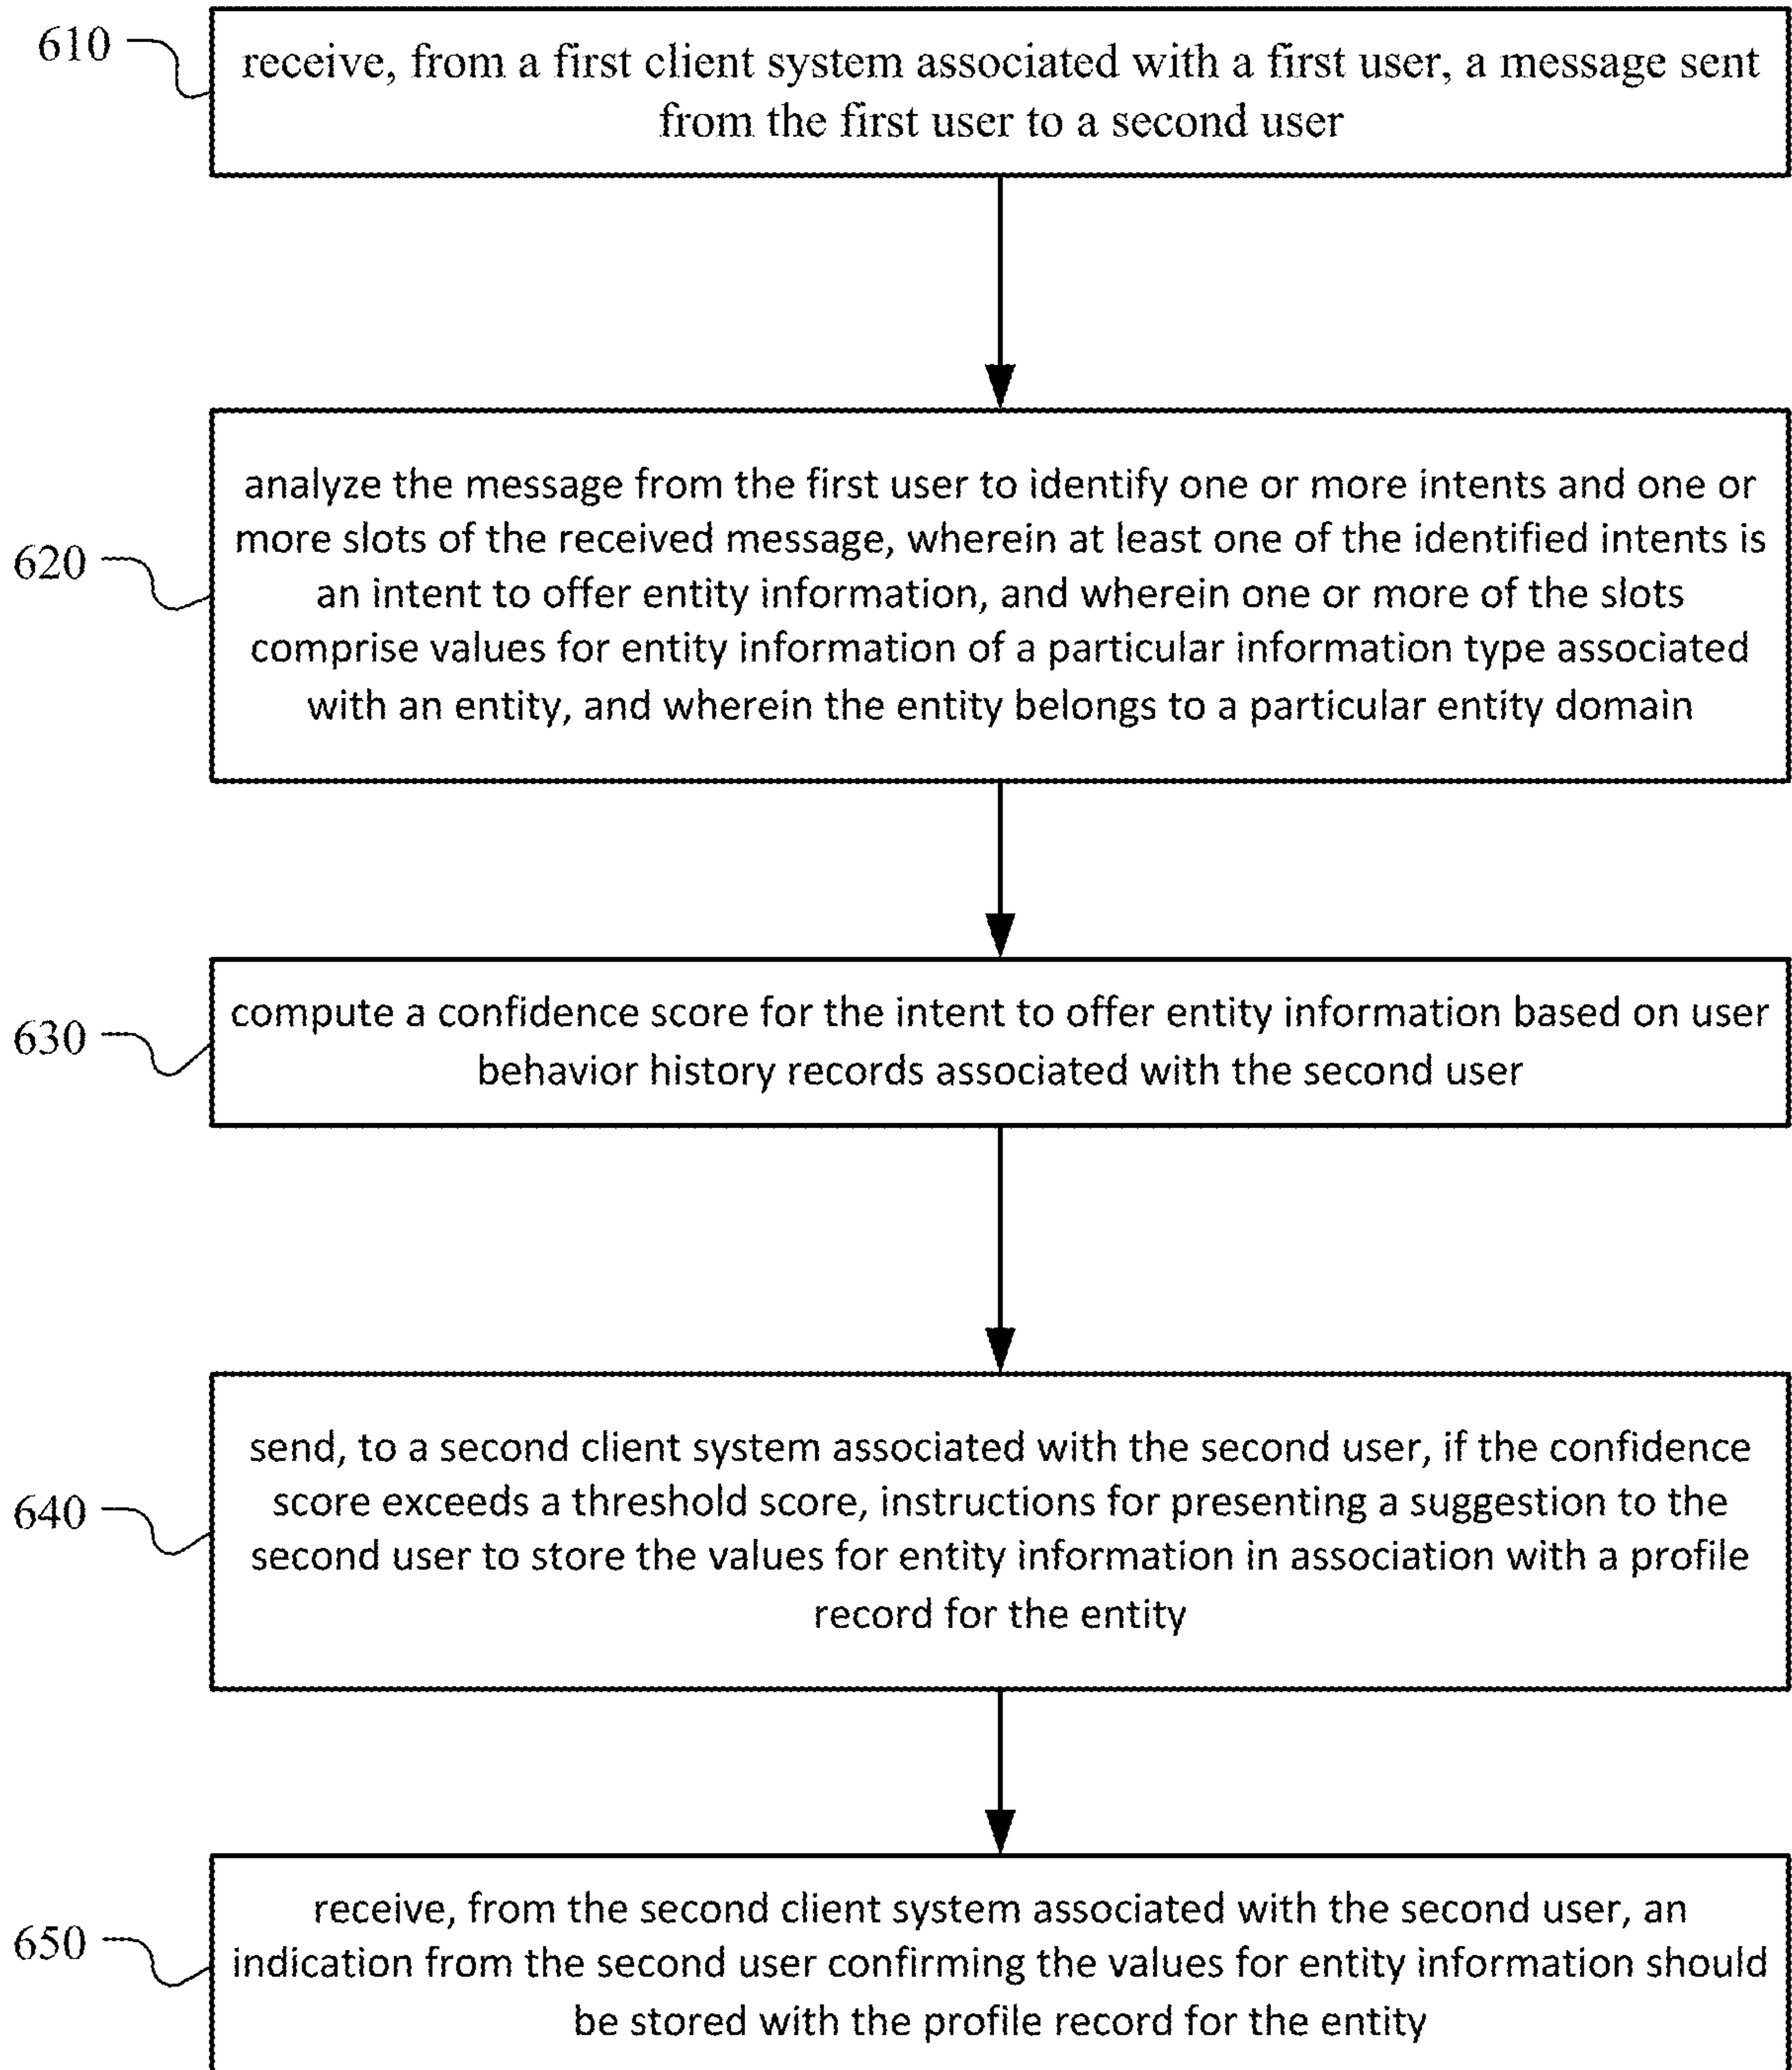 610
receive, from a first client system associated with a first user, a message sent
from the first user to a second user
620
analyze the message from the first user to identify one or more intents and one or
more slots of the received message, wherein at least one of the identified intents is
an intent to offer entity information, and wherein one or more of the slots
comprise values for entity information of a particular information type associated
with an entity, and wherein the entity belongs to a particular entity domain
630
compute a confidence score for the intent to offer entity information based on user
behavior history records associated with the second user
640
send, to a second client system associated with the second user, if the confidence
score exceeds a threshold score, instructions for presenting a suggestion to the
second user to store the values for entity information in association with a profile
record for the entity
650
receive, from the second client system associated with the second user, an
indication from the second user confirming the values for entity information should
be stored with the profile record for the entity